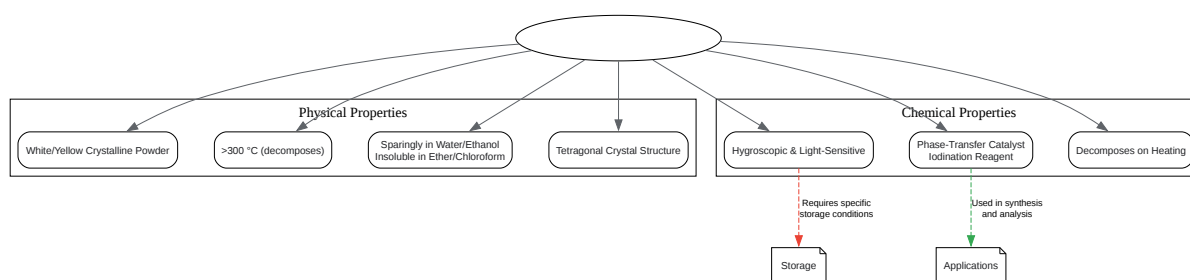 Physical Properties
Chemical Properties
White/Yellow Crystalline Powder
>300 °C (decomposes)
Sparingly in Water/Ethanol
Insoluble in Ether/Chloroform
Tetragonal Crystal Structure
Hygroscopic & Light-Sensitive
Phase-Transfer Catalyst
Iodination Reagent
Decomposes on Heating
Requires specific
storage conditions
Used in synthesis
and analysis
Storage
Applications